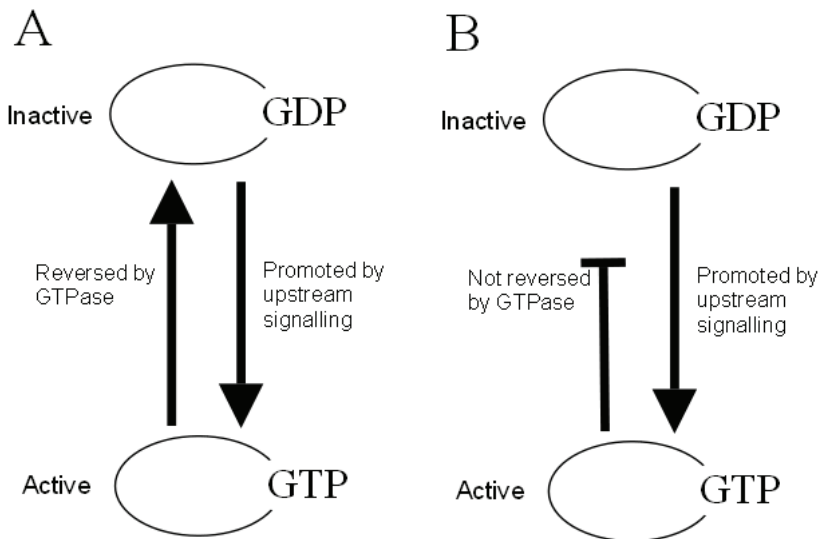 A
Inactive
GDP
Reversed by
GTPase
Promoted by
upstream
signalling
Active
GTP
B
Inactive
GDP
Not reversed
by GTPase
Promoted by
upstream
signalling
Active
GTP